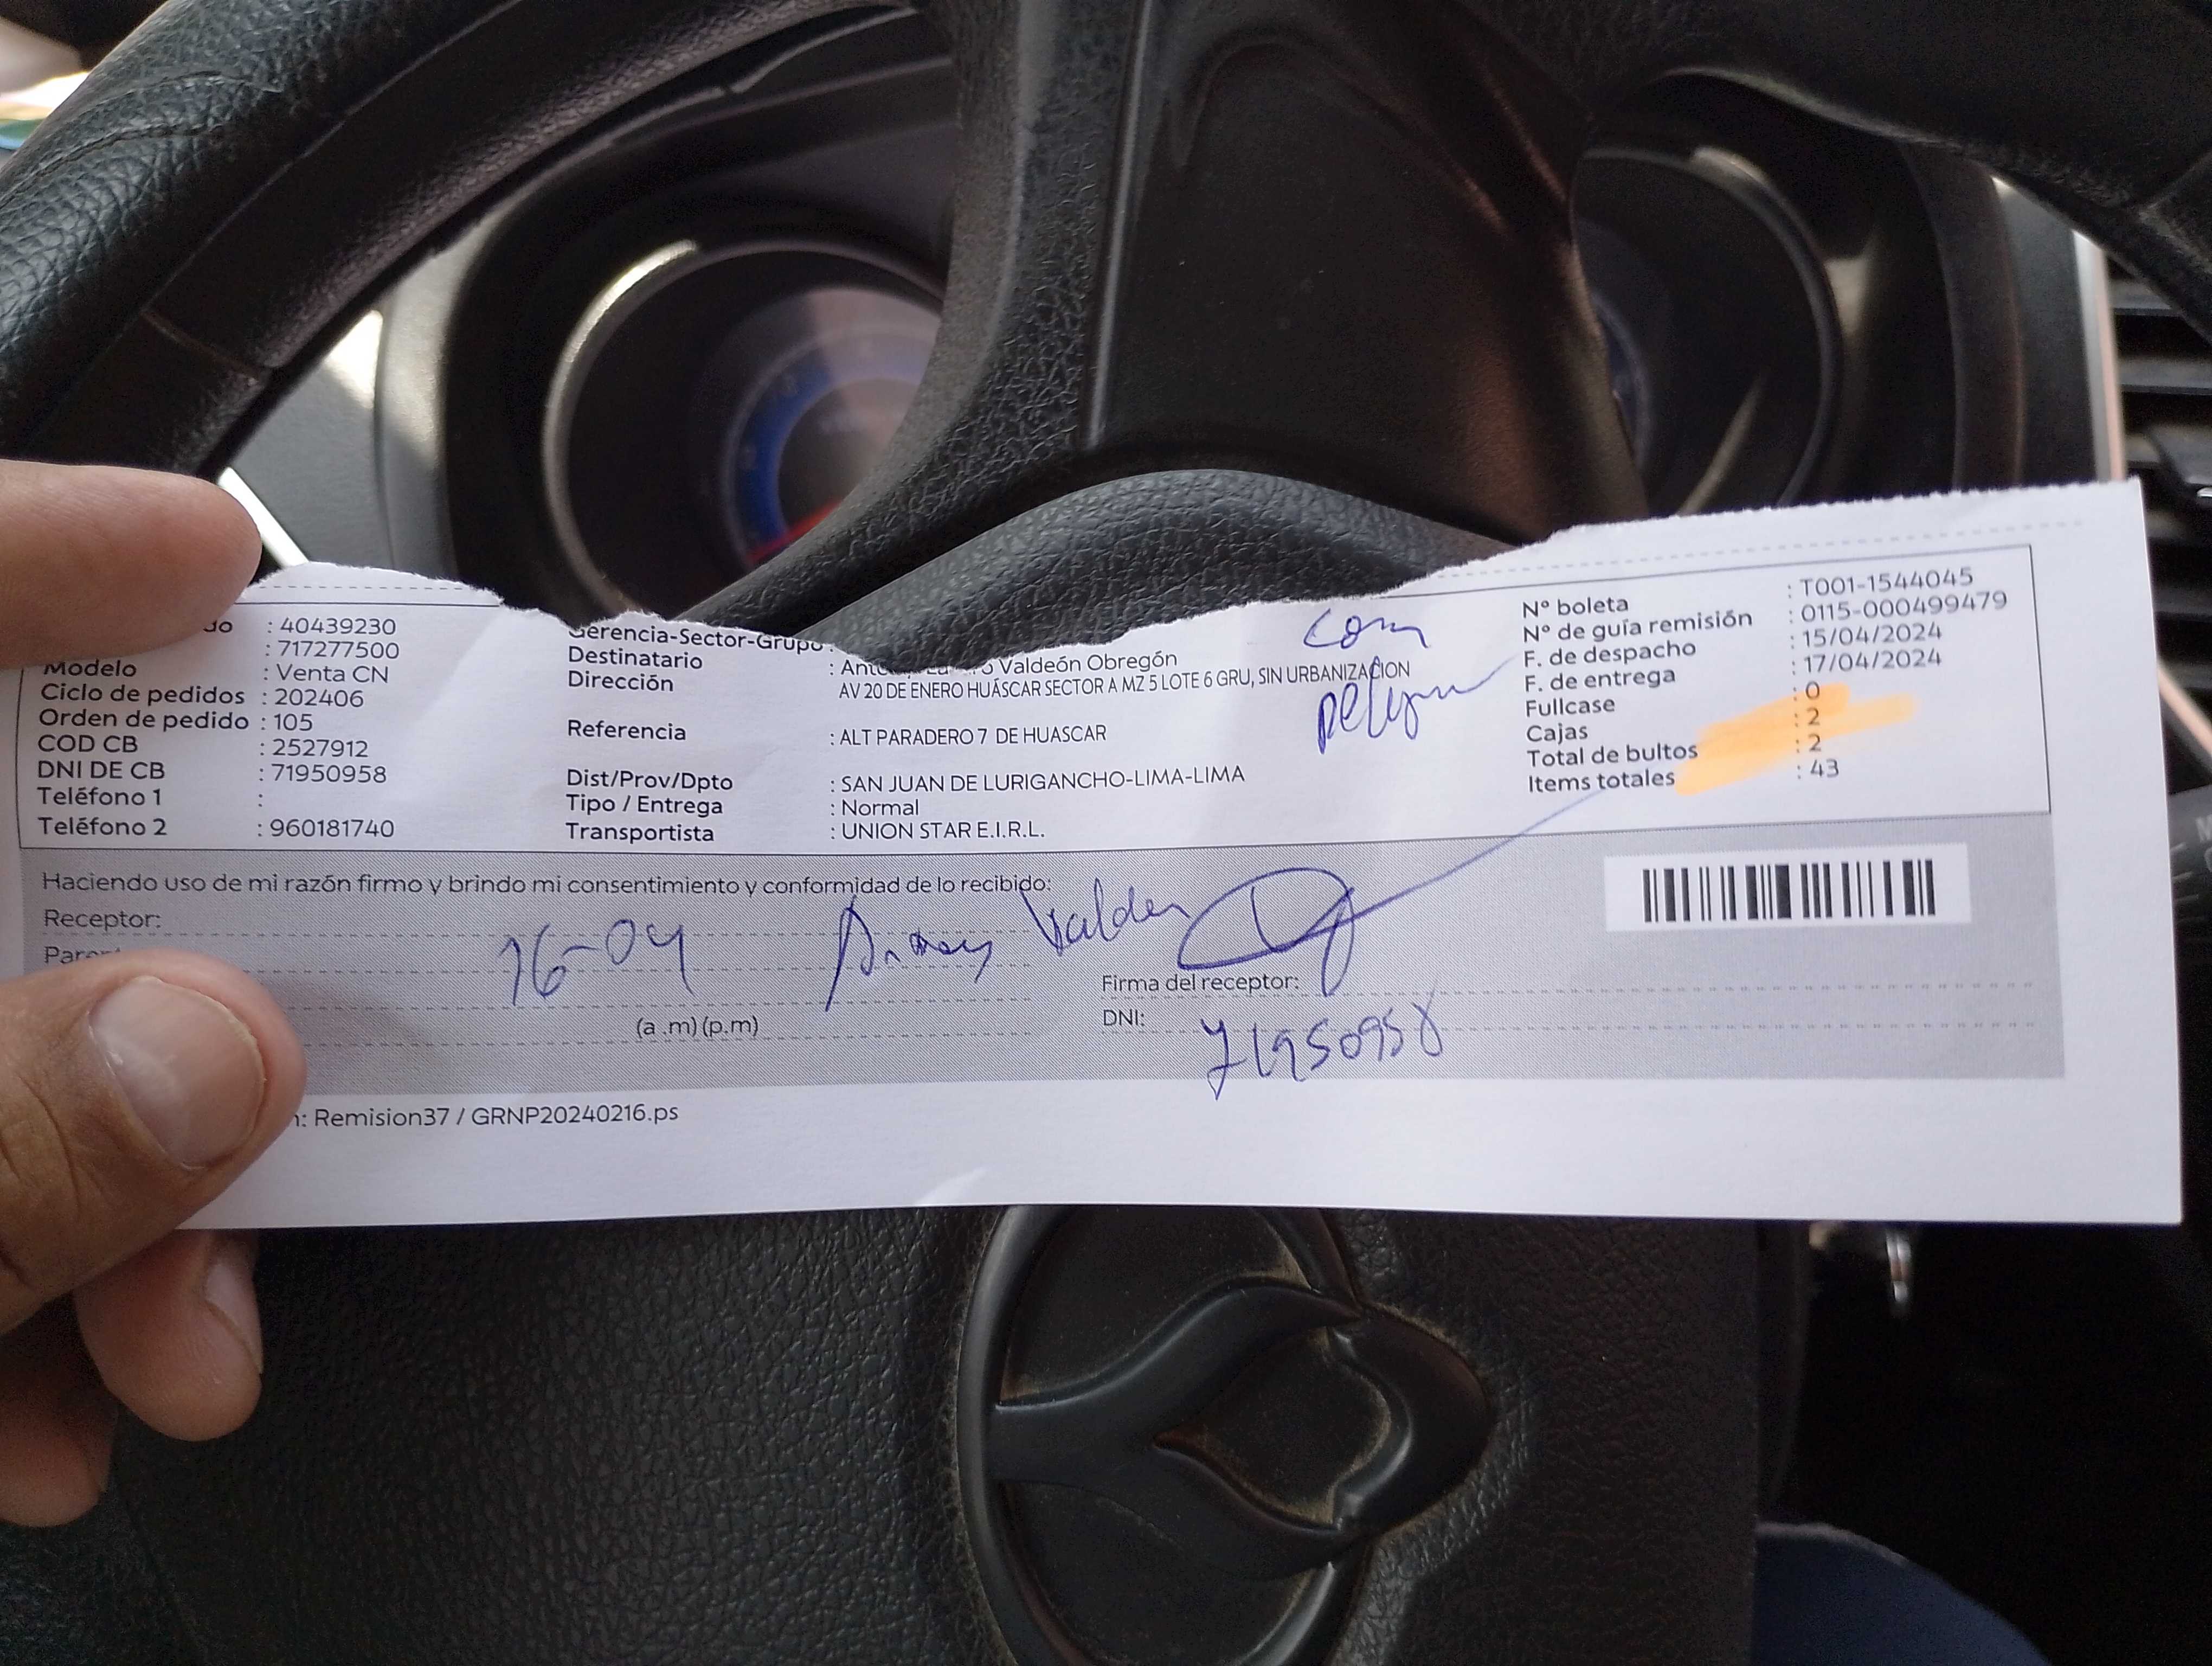 : 40439230
: 717277500
Modelo : Venta CN
Ciclo de pedidos : 202406
Orden de pedido : 105
COD CB : 2527912
DNI DE CB : 71950958
Teléfono 1 :
Teléfono 2 : 960181740
Gerencia-Sector-Grupo :
Destinatario : Valdeón Obregón
Dirección : AV 20 DE ENERO HUÁSCAR SECTOR A MZ 5 LOTE 6 GRU, SIN URBANIZACION
Referencia : ALT PARADERO 7 DE HUASCAR
Dist/Prov/Dpto : SAN JUAN DE LURIGANCHO-LIMA-LIMA
Tipo / Entrega : Normal
Transportista : UNION STAR E.I.R.L.
Nº boleta : T001-1544045
Nº de guía remisión : 0115-000499479
F. de despacho : 15/04/2024
F. de entrega : 17/04/2024
Fullcase : 0
Cajas : 2
Total de bultos : 2
Items totales : 43
Haciendo uso de mi razón firmo y brindo mi consentimiento y conformidad de lo recibido:
Receptor:
16-04
(a .m) (p.m)
Firma del receptor:
DNI: 71950958
: Remision37 / GRNP20240216.ps